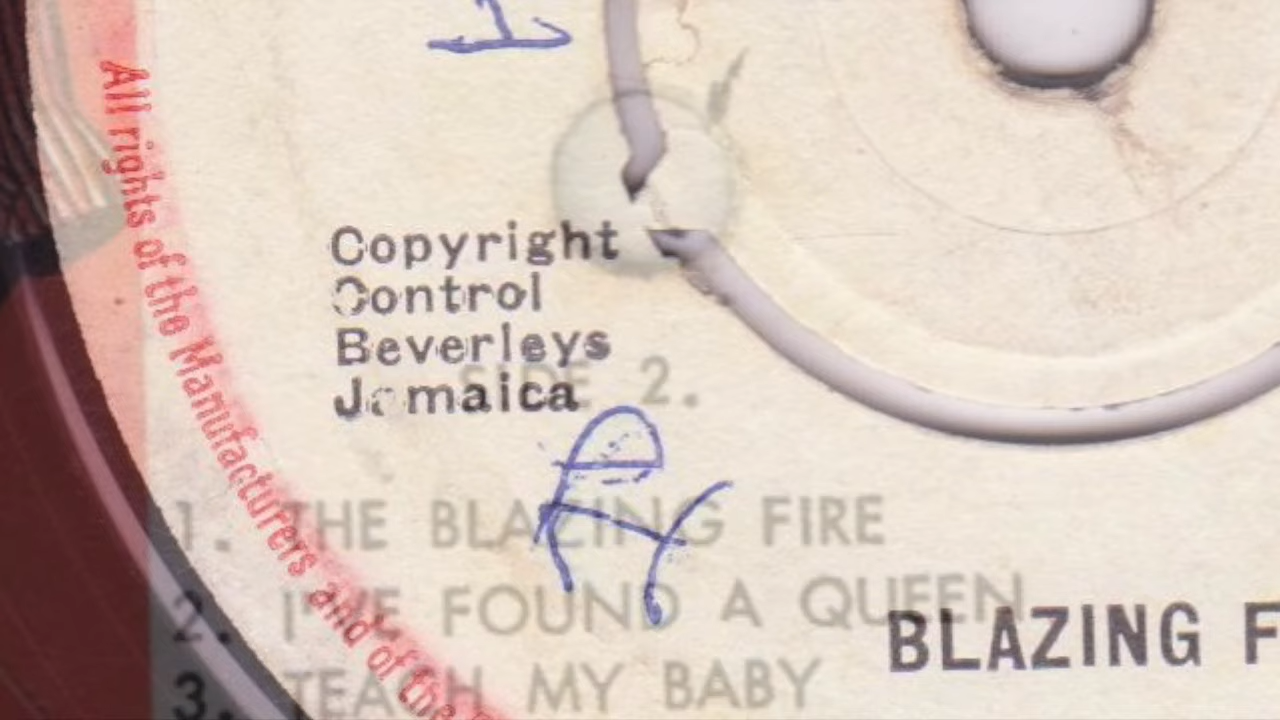 I
All rights of the Manufacturers and of the
Copyright
Control
Beverleys
Jamaica
SIDE 2.
1. THE BLAZING FIRE
2. I'VE FOUND A QUEEN
BLAZING F
3. TEACH MY BABY